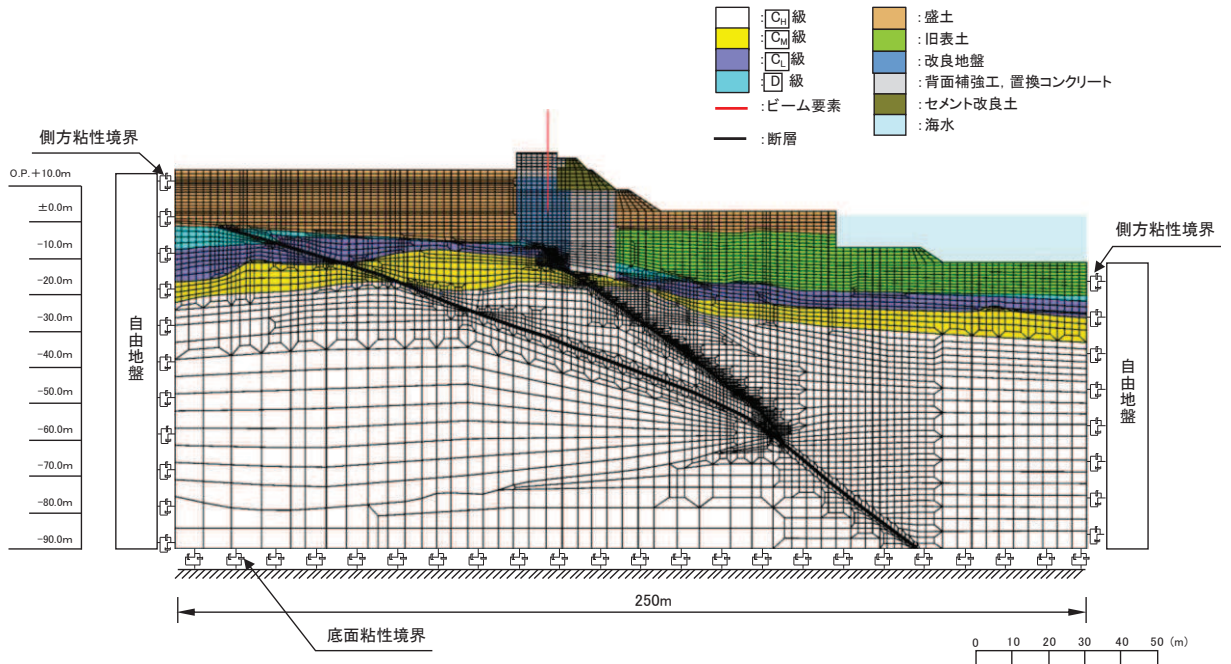 C_H級
C_M級
C_L級
D 級
:ビーム要素
:断層
:盛土
:旧表土
:改良地盤
:背面補強工, 置換コンクリート
:セメント改良土
:海水
側方粘性境界
側方粘性境界
O.P.+10.0m
±0.0m
-10.0m
-20.0m
-30.0m
-40.0m
-50.0m
-60.0m
-70.0m
-80.0m
-90.0m
自由地盤
自由地盤
250m
底面粘性境界
0 10 20 30 40 50 (m)